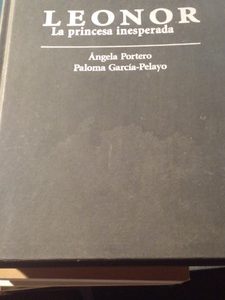 LEONOR
La princesa inesperada
Ángela Portero
Paloma García-Pelayo